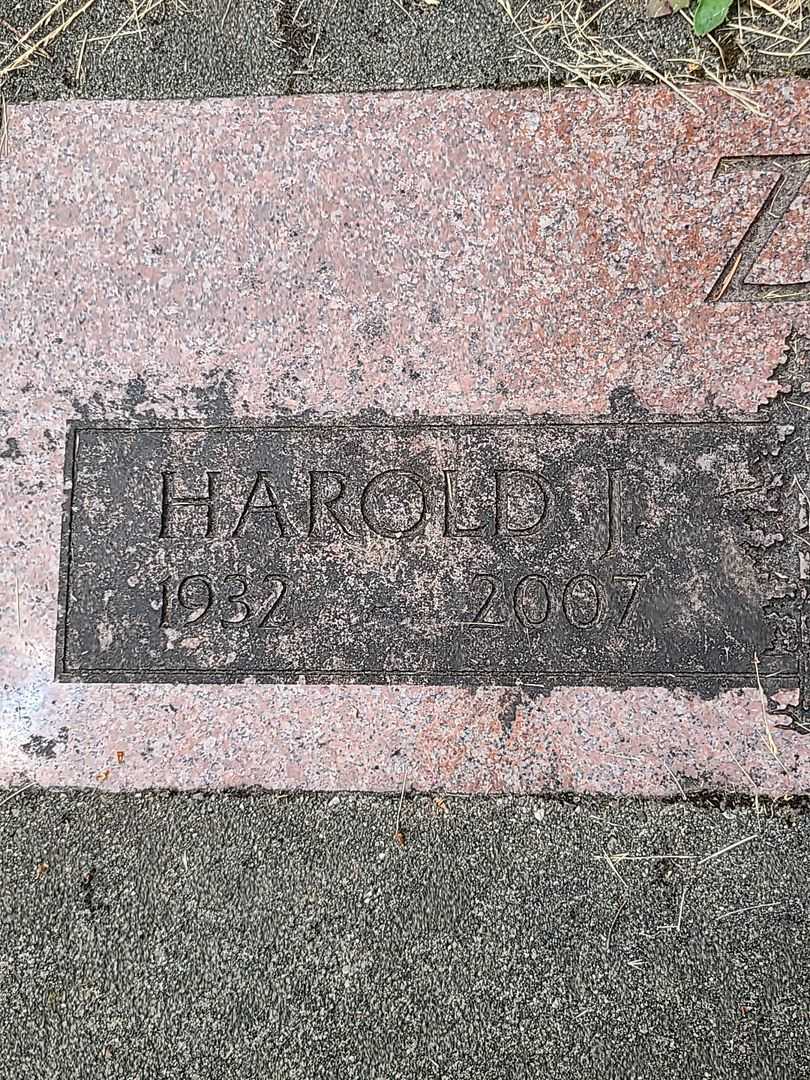 Z
HAROLD J.
1932 - 2007